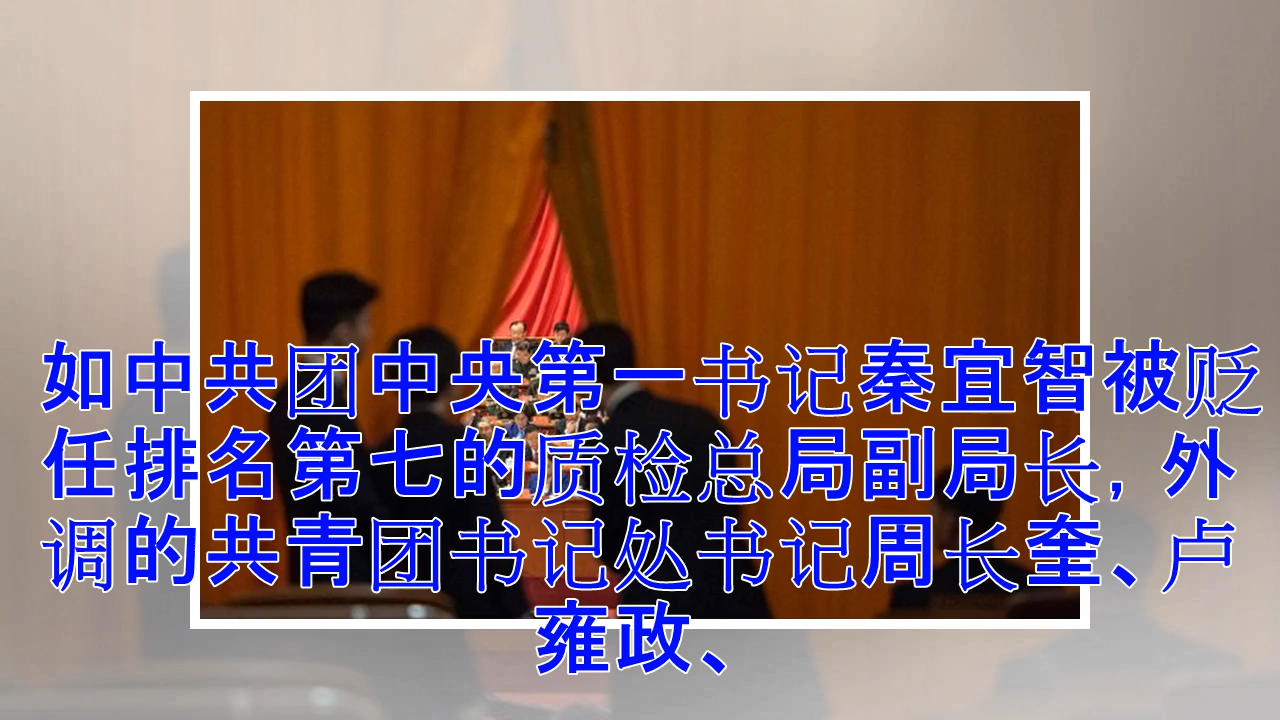 如中共团中央第一书记秦宜智被贬
任排名第七的质检总局副局长，外
调的共青团书记处书记周长奎、卢
雍政、